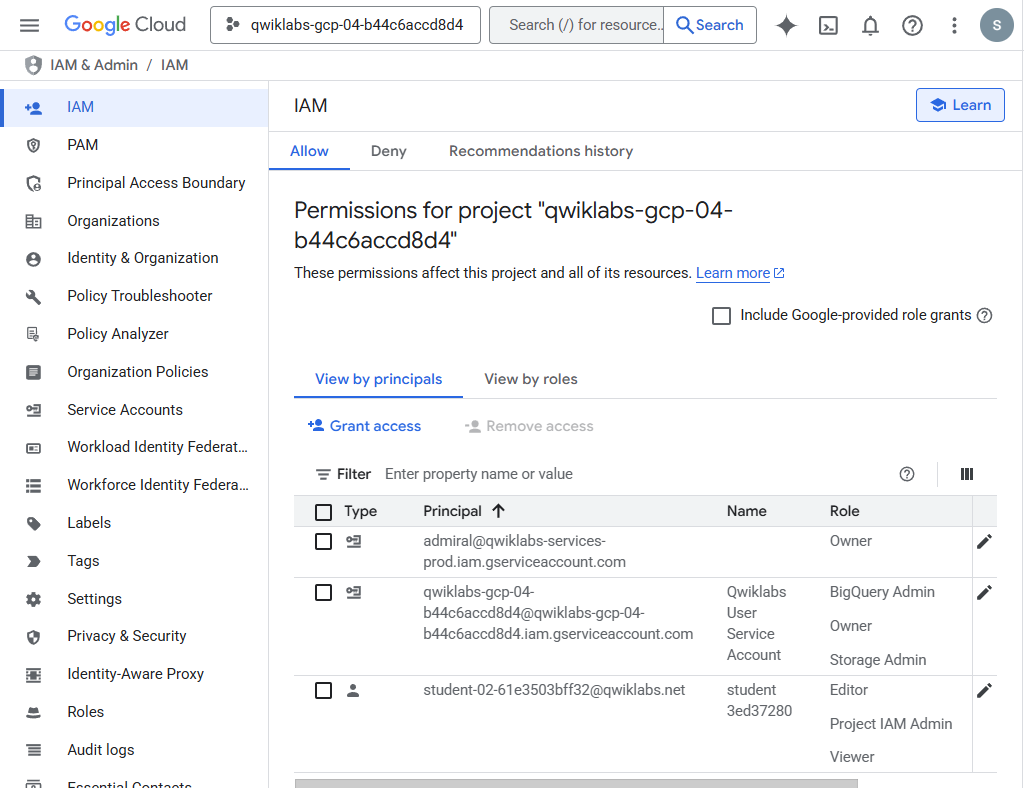 Google Cloud
qwiklabs-gcp-04-b44c6accd8d4
Search (/) for resource...
Search
S
IAM & Admin / IAM
IAM
PAM
Principal Access Boundary
Organizations
Identity & Organization
Policy Troubleshooter
Policy Analyzer
Organization Policies
Service Accounts
Workload Identity Federat...
Workforce Identity Federa...
Labels
Tags
Settings
Privacy & Security
Identity-Aware Proxy
Roles
Audit logs
Essential Contacts
IAM
Learn
Allow Deny Recommendations history
Permissions for project "qwiklabs-gcp-04-
b44c6accd8d4"
These permissions affect this project and all of its resources. Learn more
Include Google-provided role grants
View by principals View by roles
Grant access Remove access
Filter Enter property name or value
Type Principal Name Role
admiral@qwiklabs-services-
prod.iam.gserviceaccount.com
Owner
qwiklabs-gcp-04-
b44c6accd8d4@qwiklabs-gcp-04-
b44c6accd8d4.iam.gserviceaccount.com
Qwiklabs
User
Service
Account
BigQuery Admin
Owner
Storage Admin
student-02-61e3503bff32@qwiklabs.net
student
3ed37280
Editor
Project IAM Admin
Viewer